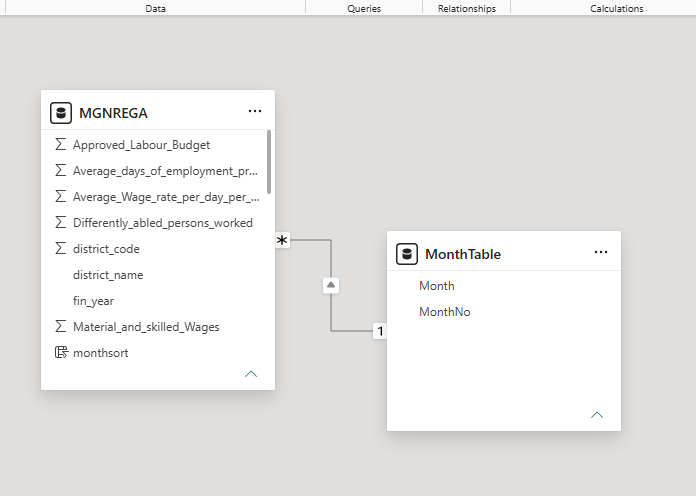 Data
Queries
Relationships
Calculations
MGNREGA
Approved_Labour_Budget
Average_days_of_employment_pr...
Average_Wage_rate_per_day_per_...
Differently_abled_persons_worked
district_code
district_name
fin_year
Material_and_skilled_Wages
monthsort
*
1
MonthTable
Month
MonthNo